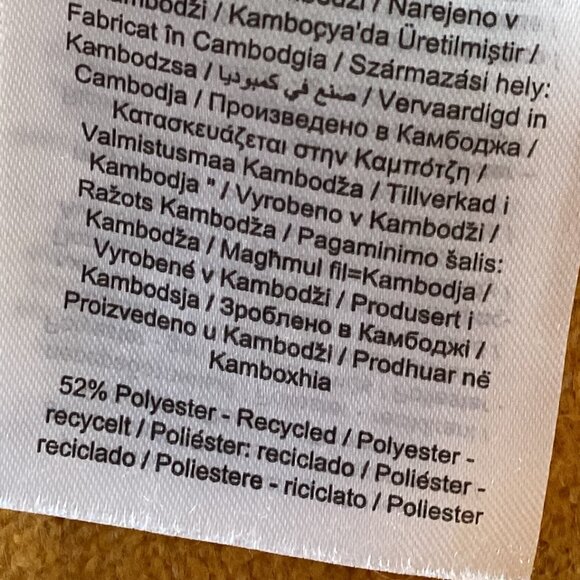 Kambodži / Narejeno v
Kambodži / Kamboçya'da Üretilmiştir /
Fabricat în Cambodgia / Származási hely:
Kambodzsa / صنع في كمبوديا / Vervaardigd in
Cambodja / Произведено в Камбоджа /
Κατασκευάζεται στην Καμπότζη /
Valmistusmaa Kambodža / Tillverkad i
Kambodja " / Vyrobeno v Kambodži /
Ražots Kambodža / Pagaminimo šalis:
Kambodža / Magħmul fil=Kambodja /
Vyrobené v Kambodži / Produsert i
Kambodsja / Зроблено в Камбоджі /
Proizvedeno u Kambodži / Prodhuar në
Kamboxhia
52% Polyester - Recycled / Polyester -
recycelt / Poliéster: reciclado / Poliéster -
reciclado / Poliestere - riciclato / Poliester